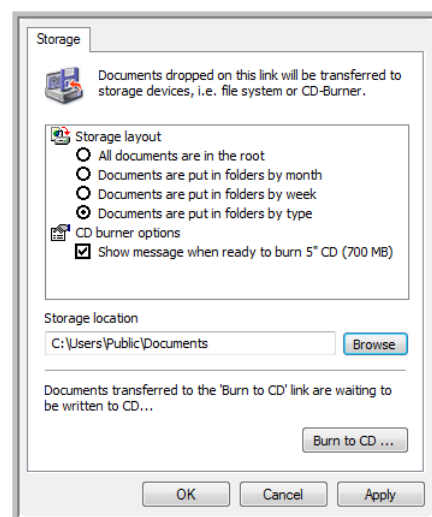 Storage
Documents dropped on this link will be transferred to
storage devices, i.e. file system or CD-Burner.
Storage layout
All documents are in the root
Documents are put in folders by month
Documents are put in folders by week
Documents are put in folders by type
CD burner options
Show message when ready to burn 5" CD (700 MB)
Storage location
C:\Users\Public\Documents
Browse
Documents transferred to the 'Burn to CD' link are waiting to
be written to CD...
Burn to CD ...
OK Cancel Apply